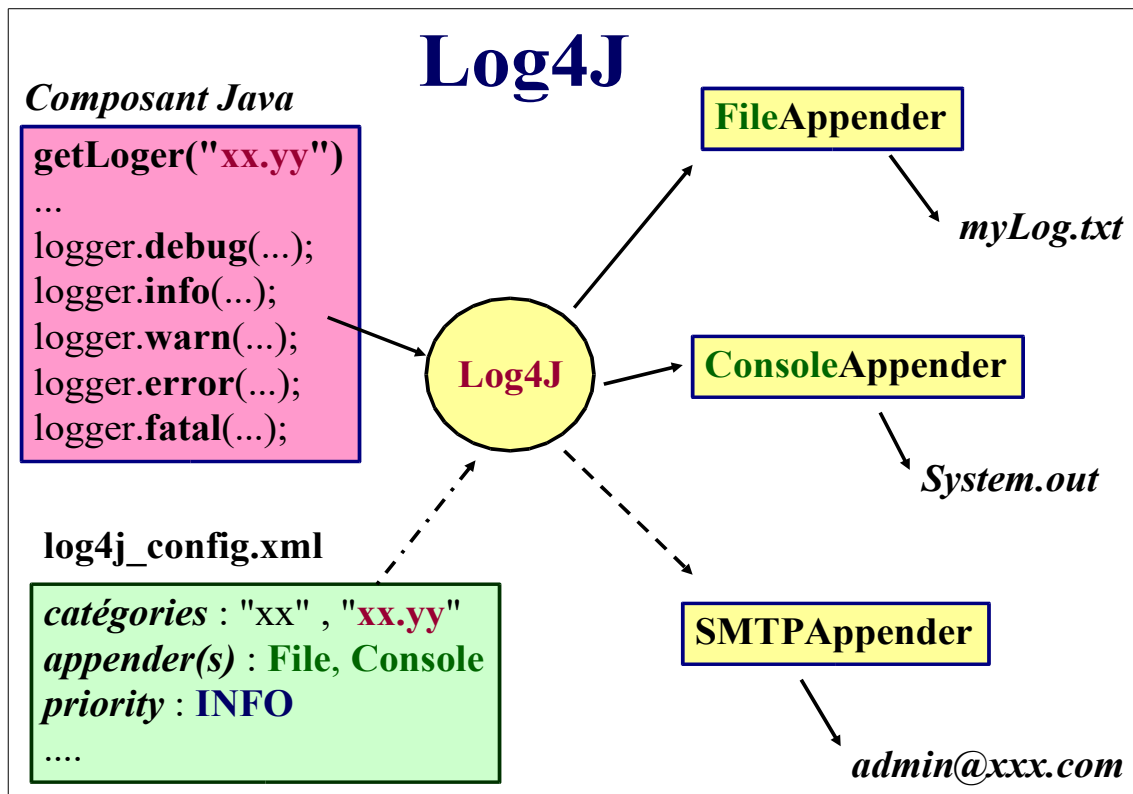 Log4J
Composant Java
getLoger("xx.yy")
...
logger.debug(...);
logger.info(...);
logger.warn(...);
logger.error(...);
logger.fatal(...);
log4j_config.xml
catégories : "xx" , "xx.yy"
appender(s) : File, Console
priority : INFO
....
Log4J
FileAppender
myLog.txt
ConsoleAppender
System.out
SMTPAppender
admin@xxx.com